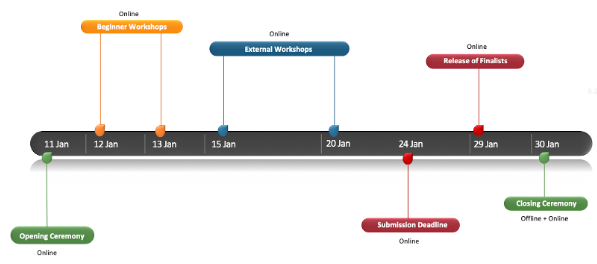 Online
Beginner Workshops
Online
External Workshops
Online
Release of Finalists
11 Jan
12 Jan
13 Jan
15 Jan
20 Jan
24 Jan
29 Jan
30 Jan
Opening Ceremony
Online
Submission Deadline
Online
Closing Ceremony
Offline + Online